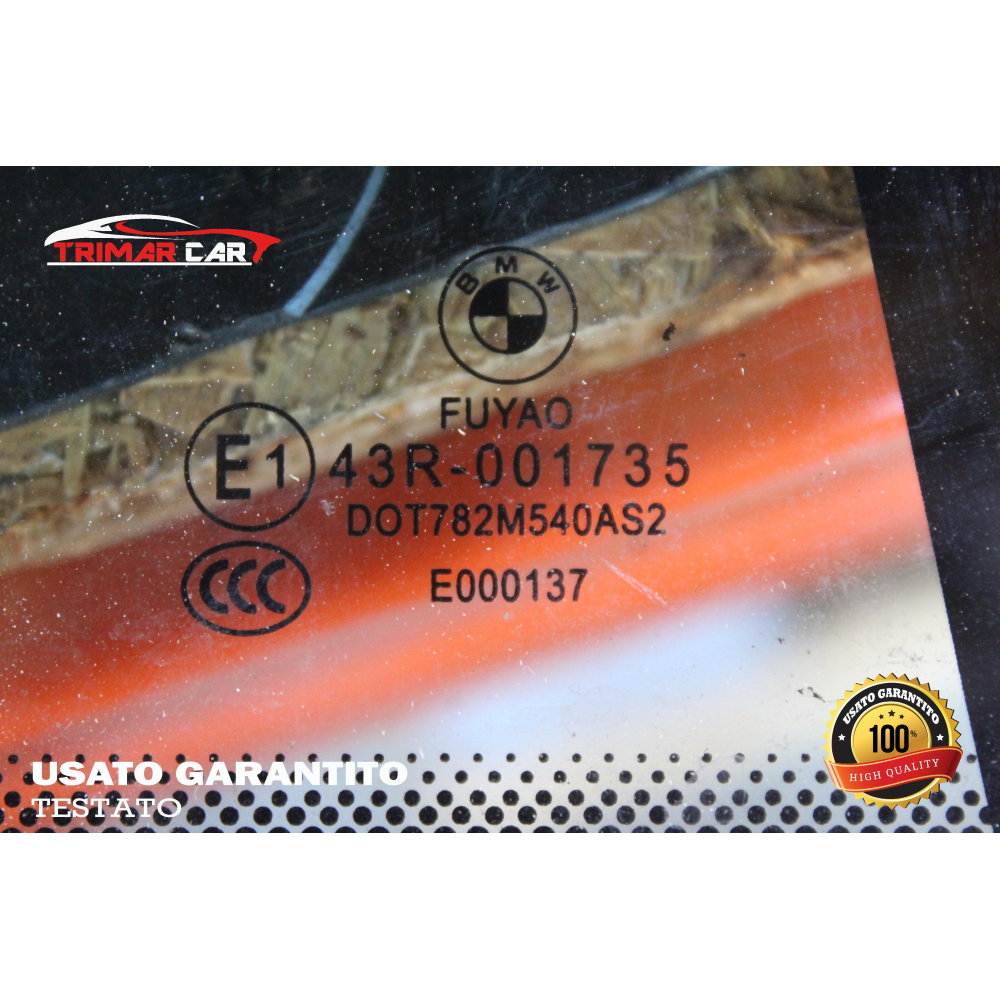 TRIMAR CAR
BMW
FUYAO
E1 43R-001735
DOT782M540AS2
CCC
E000137
USATO GARANTITO
100%
HIGH QUALITY
USATO GARANTITO
TESTATO